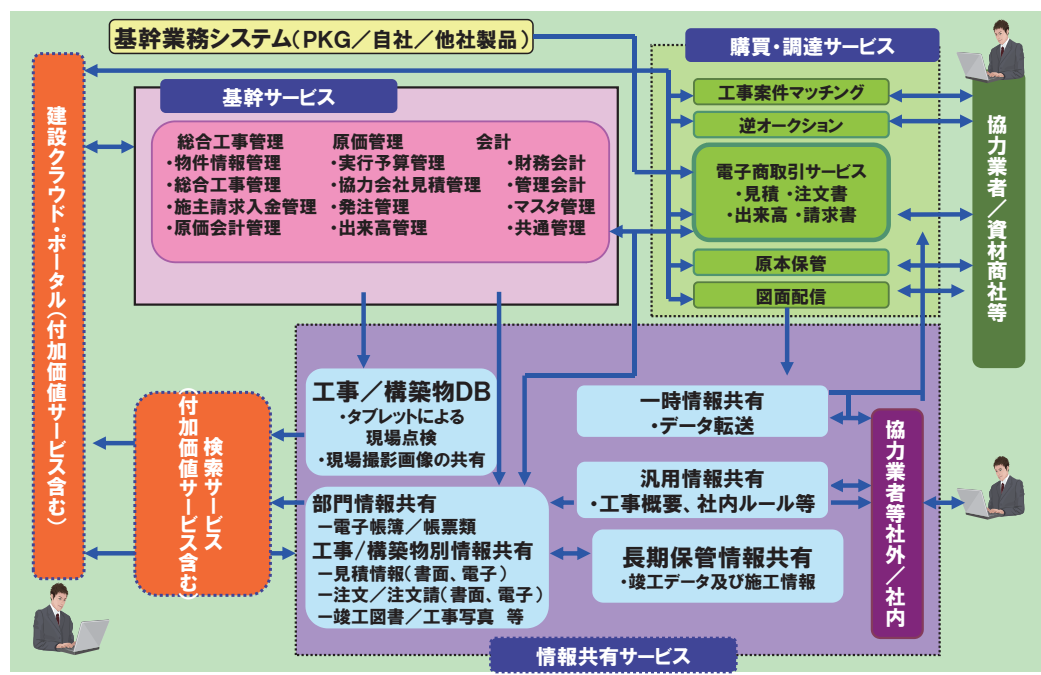 基幹業務システム(PKG／自社／他社製品)
購買・調達サービス
工事案件マッチング
逆オークション
電子商取引サービス
・見積 ・注文書
・出来高 ・請求書
原本保管
図面配信
協力業者／資材商社等
建設クラウド・ポータル(付加価値サービス含む)
基幹サービス
総合工事管理
・物件情報管理
・総合工事管理
・施主請求入金管理
・原価会計管理
原価管理
・実行予算管理
・協力会社見積管理
・発注管理
・出来高管理
会計
・財務会計
・管理会計
・マスタ管理
・共通管理
検索サービス
(付加価値サービス含む)
工事／構築物DB
・タブレットによる
現場点検
・現場撮影画像の共有
部門情報共有
ー電子帳簿／帳票類
工事/構築物別情報共有
ー見積情報(書面、電子)
ー注文／注文請(書面、電子)
ー竣工図書／工事写真 等
一時情報共有
・データ転送
汎用情報共有
・工事概要、社内ルール等
長期保管情報共有
・竣工データ及び施工情報
協力業者等社外／社内
情報共有サービス